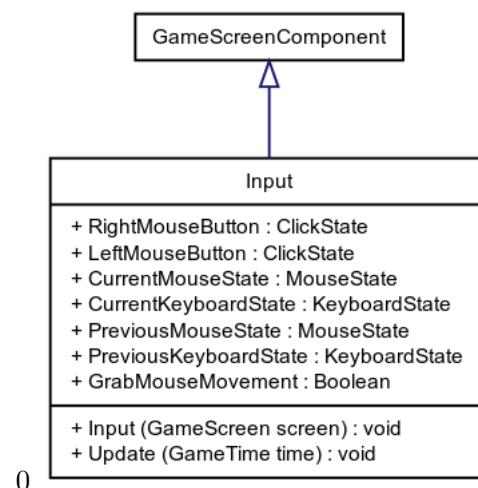 GameScreenComponent
Input
+ RightMouseButton : ClickState
+ LeftMouseButton : ClickState
+ CurrentMouseState : MouseState
+ CurrentKeyboardState : KeyboardState
+ PreviousMouseState : MouseState
+ PreviousKeyboardState : KeyboardState
+ GrabMouseMovement : Boolean
+ Input (GameScreen screen) : void
+ Update (GameTime time) : void
0